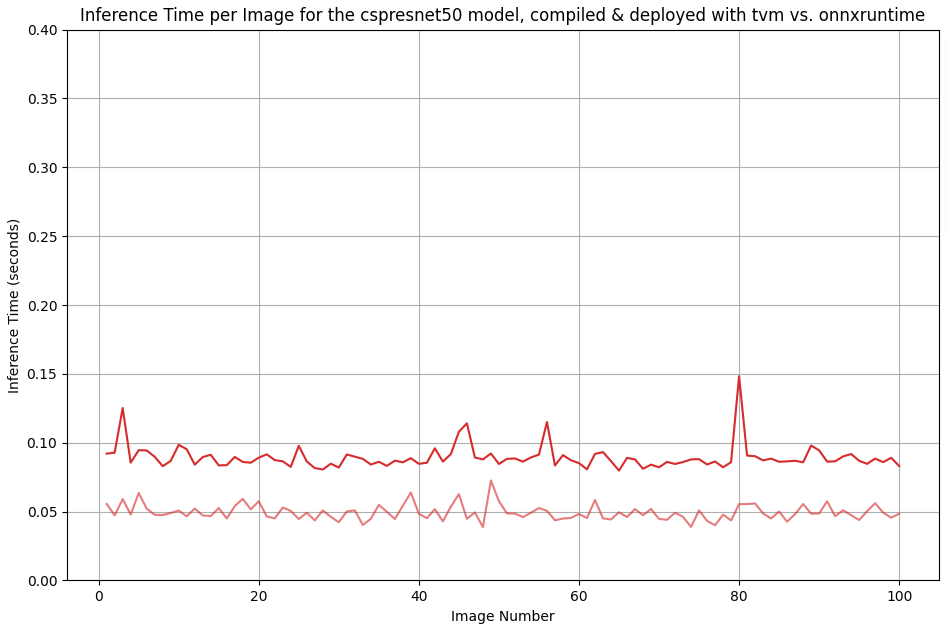 Inference Time per Image for the cspresnet50 model, compiled & deployed with tvm vs. onnxruntime
0.40
0.35
0.30
0.25
0.20
0.15
0.10
0.05
0.00
Inference Time (seconds)
0 20 40 60 80 100
Image Number